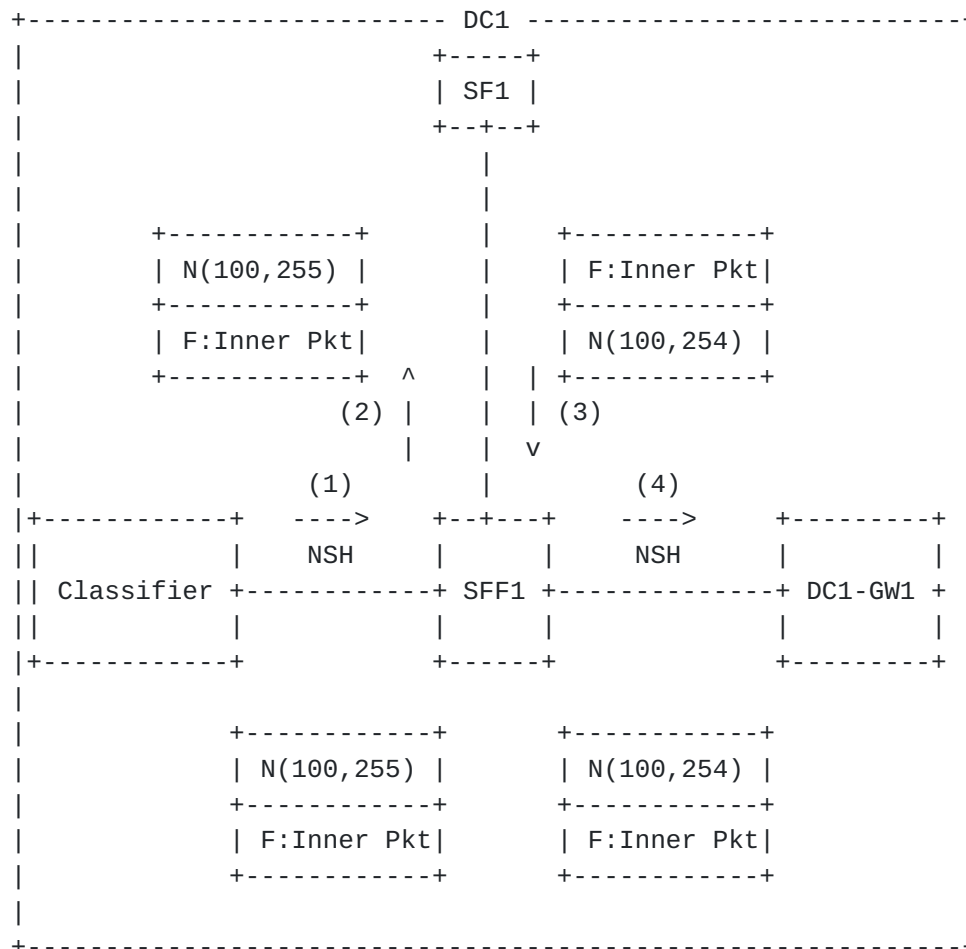 DC1
SF1
N(100,255) F:Inner Pkt
F:Inner Pkt N(100,254)
(2) (3)
(1) (4)
NSH NSH
Classifier SFF1 DC1-GW1
N(100,255) N(100,254)
F:Inner Pkt F:Inner Pkt